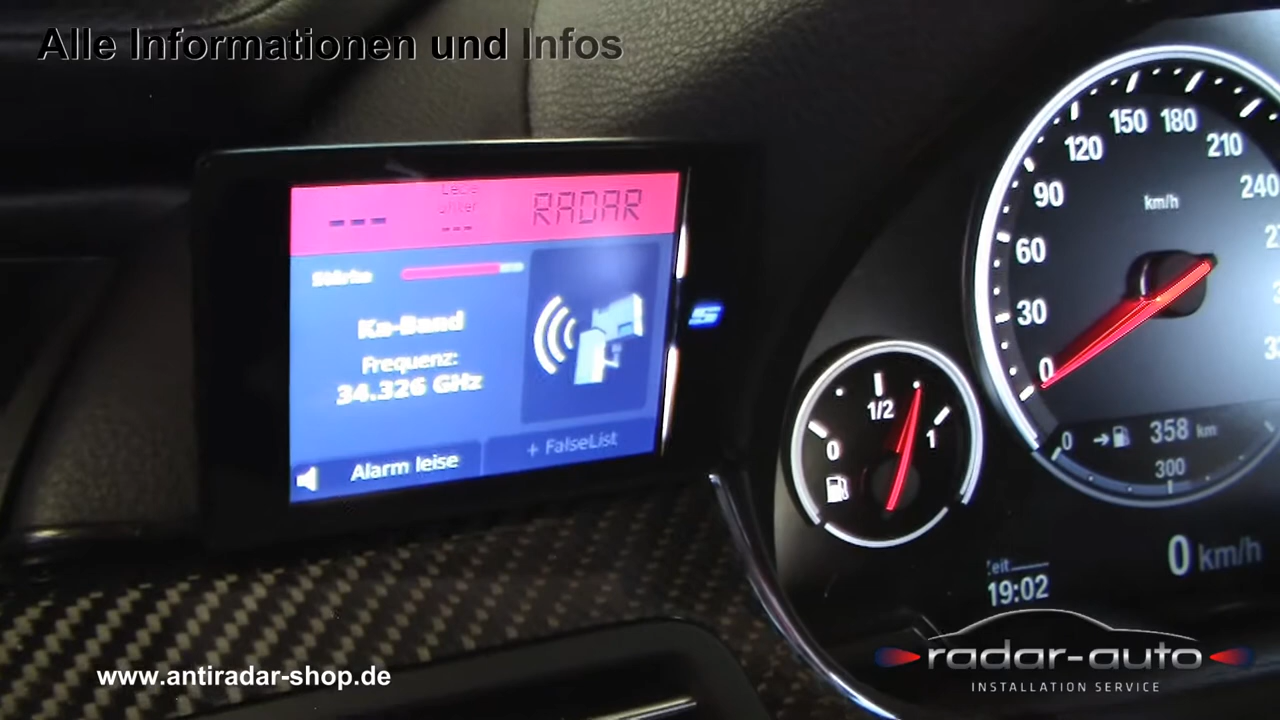 Alle Informationen und Infos
--- RADAR
Stärke
Ka-Band
Frequenz:
34.326 GHz
Alarm leise
+ FalseList
S
0
1/2
1
0
30
60
90
120
150
180
210
240
km/h
0
358 km
300
0 km/h
Zeit
19:02
www.antiradar-shop.de
radar-auto
INSTALLATION SERVICE